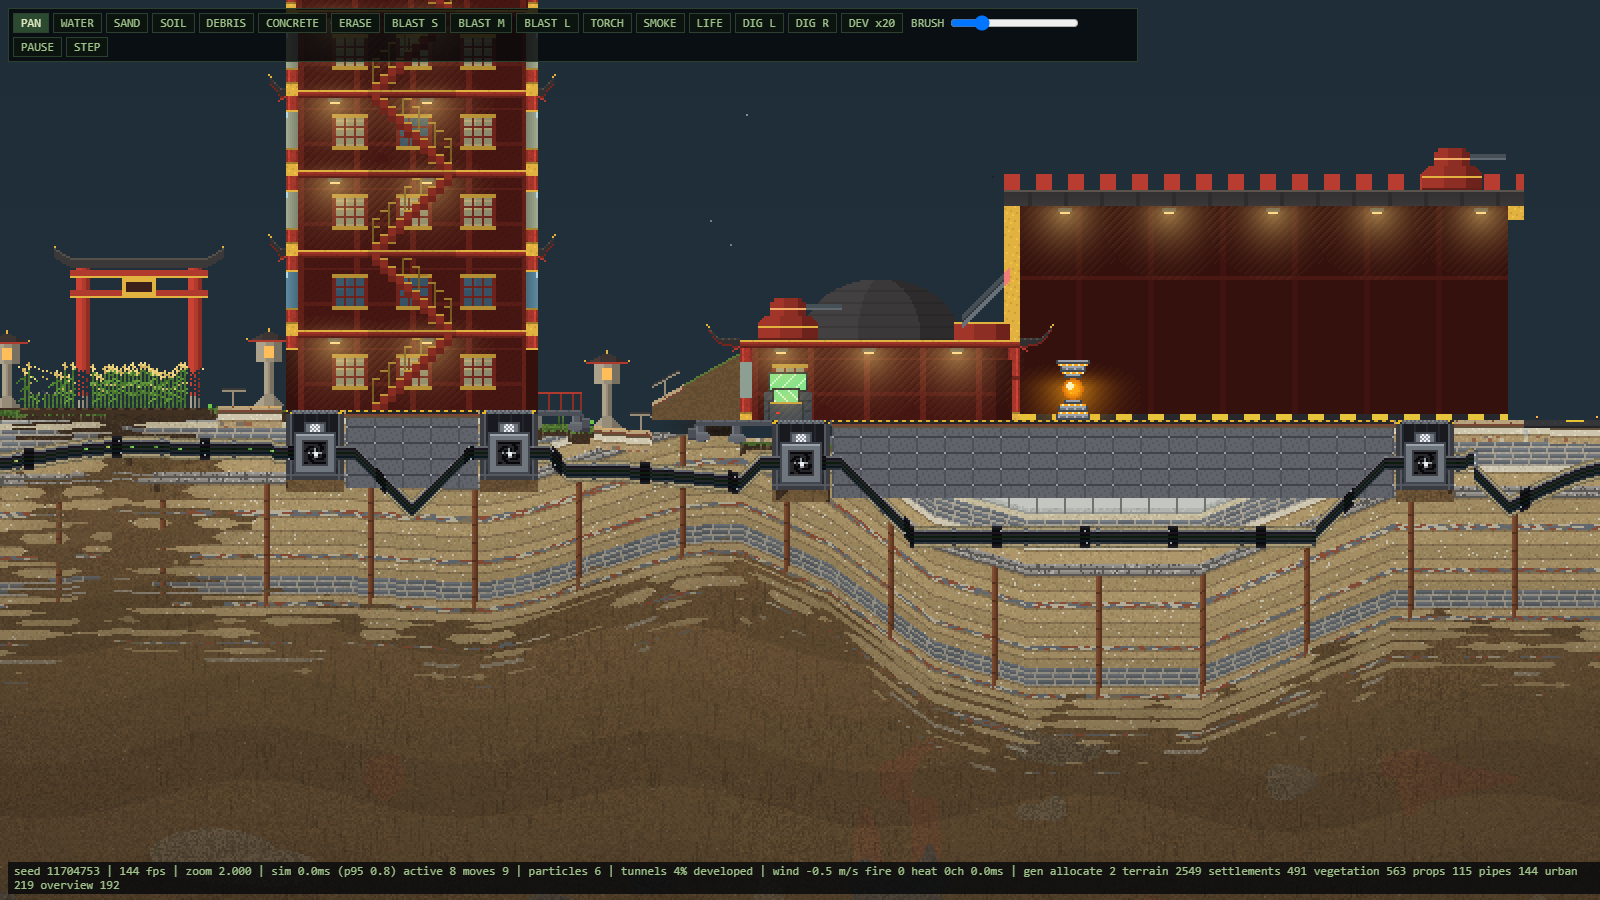 PAN WATER SAND SOIL DEBRIS CONCRETE ERASE BLAST S BLAST M BLAST L TORCH SMOKE LIFE DIG L DIG R DEV x20 BRUSH
PAUSE STEP
seed 11704753 | 144 fps | zoom 2.000 | sim 0.0ms (p95 0.8) active 8 moves 9 | particles 6 | tunnels 4% developed | wind -0.5 m/s fire 0 heat 0ch 0.0ms | gen allocate 2 terrain 2549 settlements 491 vegetation 563 props 115 pipes 144 urban
219 overview 192